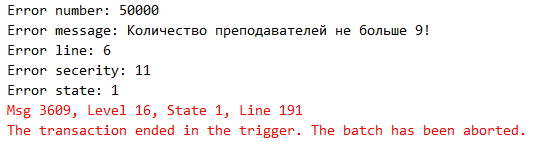 Error number: 50000
Error message: Количество преподавателей не больше 9!
Error line: 6
Error secerity: 11
Error state: 1
Msg 3609, Level 16, State 1, Line 191
The transaction ended in the trigger. The batch has been aborted.